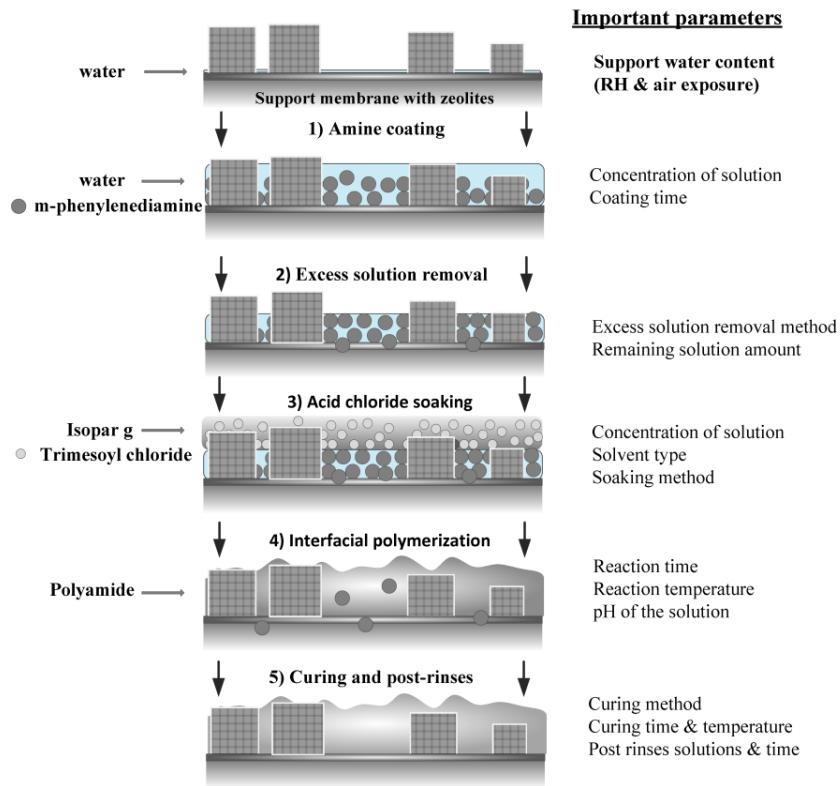 Important parameters
water
Support water content
(RH & air exposure)
Support membrane with zeolites
1) Amine coating
water
m-phenylenediamine
Concentration of solution
Coating time
2) Excess solution removal
Excess solution removal method
Remaining solution amount
3) Acid chloride soaking
Isopar g
Trimesoyl chloride
Concentration of solution
Solvent type
Soaking method
4) Interfacial polymerization
Polyamide
Reaction time
Reaction temperature
pH of the solution
5) Curing and post-rinses
Curing method
Curing time & temperature
Post rinses solutions & time